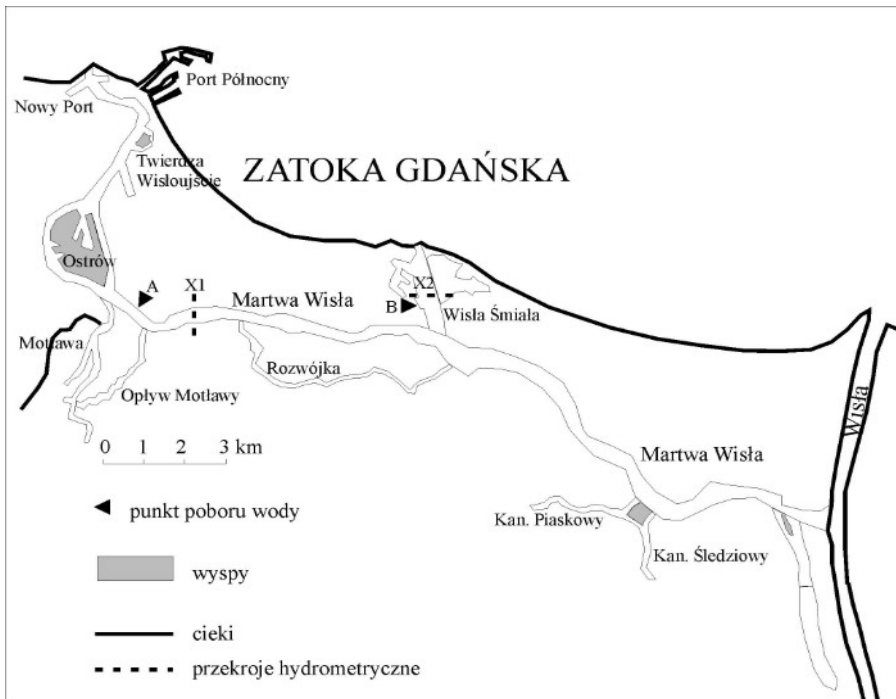 Port Północny
Nowy Port
Twierdza
Wisłoujście
ZATOKA GDAŃSKA
Ostrów
A
X1
Martwa Wisła
X2
B
Wisła Śmiała
Motława
Rozwójka
Opływ Motławy
Wisła
Martwa Wisła
0 1 2 3 km
punkt poboru wody
Kan. Piaskowy
Kan. Śledziowy
wyspy
cieki
przekroje hydrometryczne